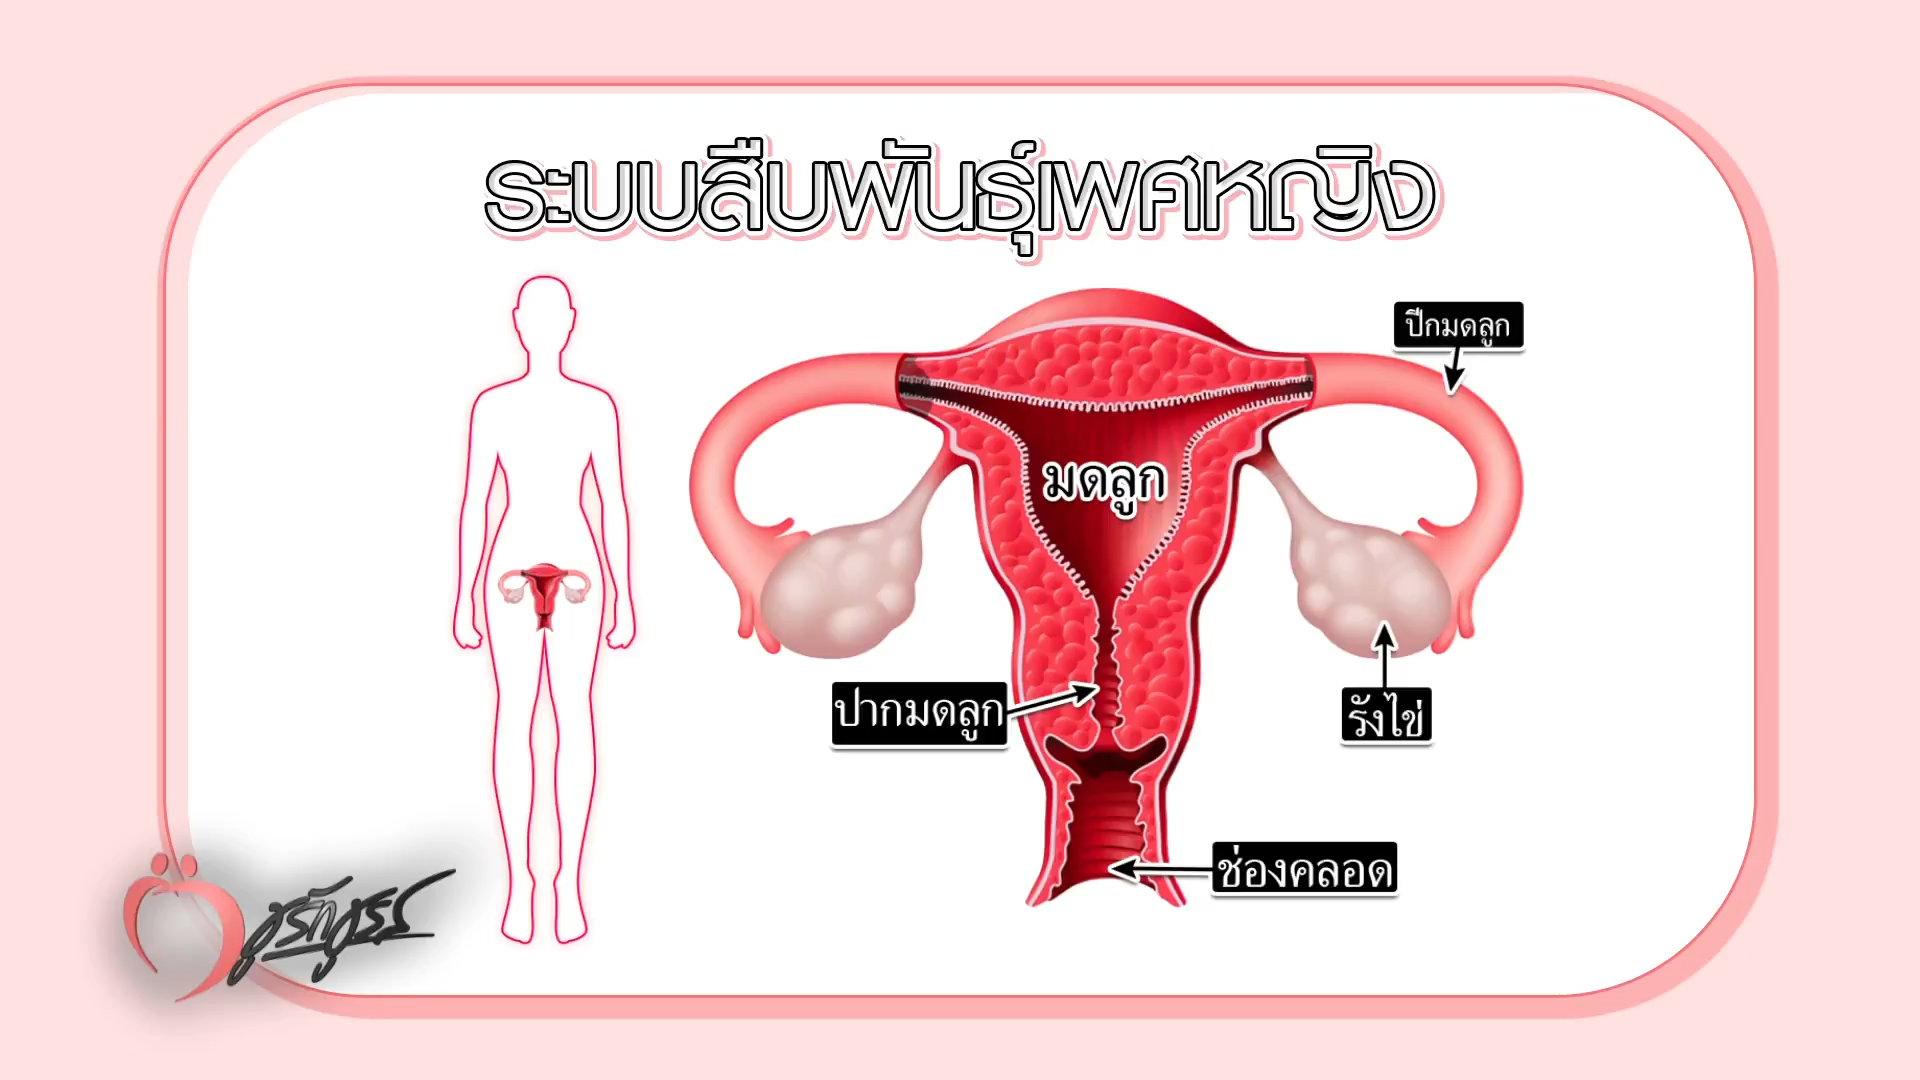 ระบบสืบพันธุ์เพศหญิง
ปีกมดลูก
มดลูก
ปากมดลูก
รังไข่
ช่องคลอด